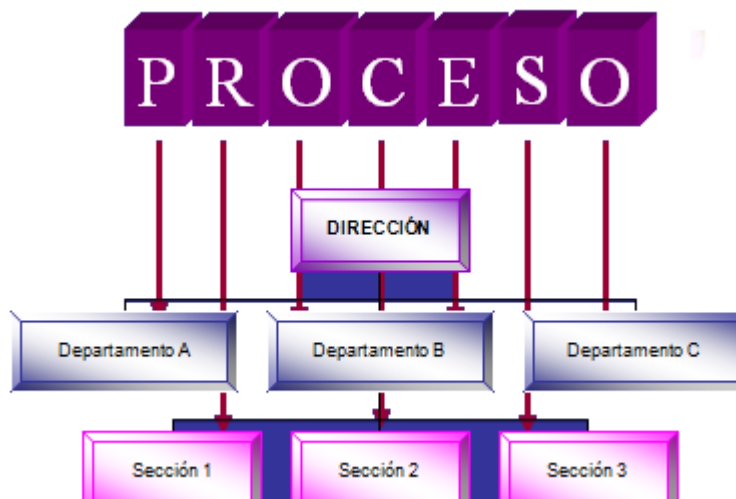 PROCESO
DIRECCIÓN
Departamento A
Departamento B
Departamento C
Sección 1
Sección 2
Sección 3